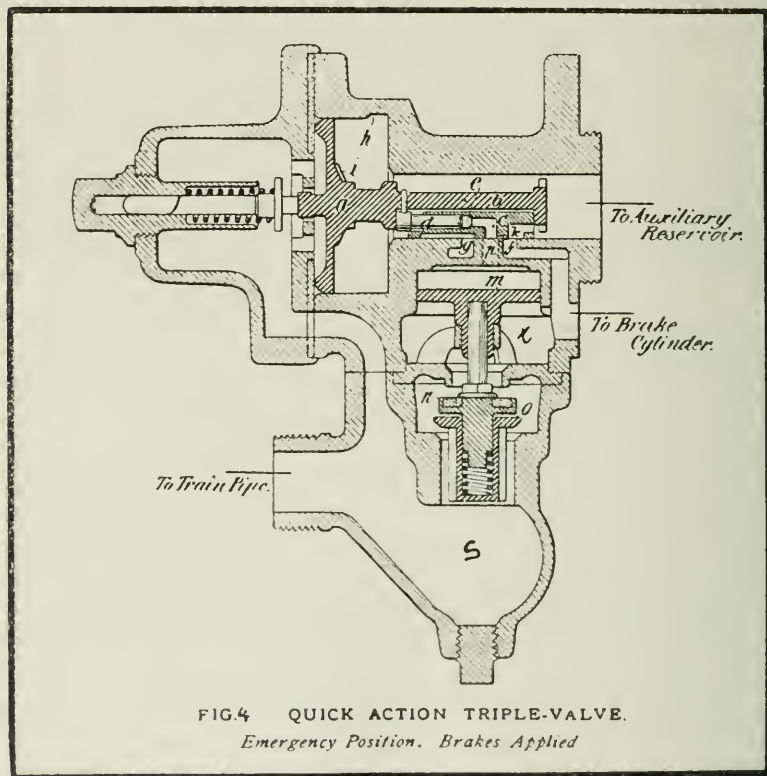 h
i
a
C
b
d
k
g
p
f
To Auxiliary
Reservoir.
m
To Brake
Cylinder.
n
o
To Train Pipe.
S
FIG.4 QUICK ACTION TRIPLE-VALVE.
Emergency Position. Brakes Applied